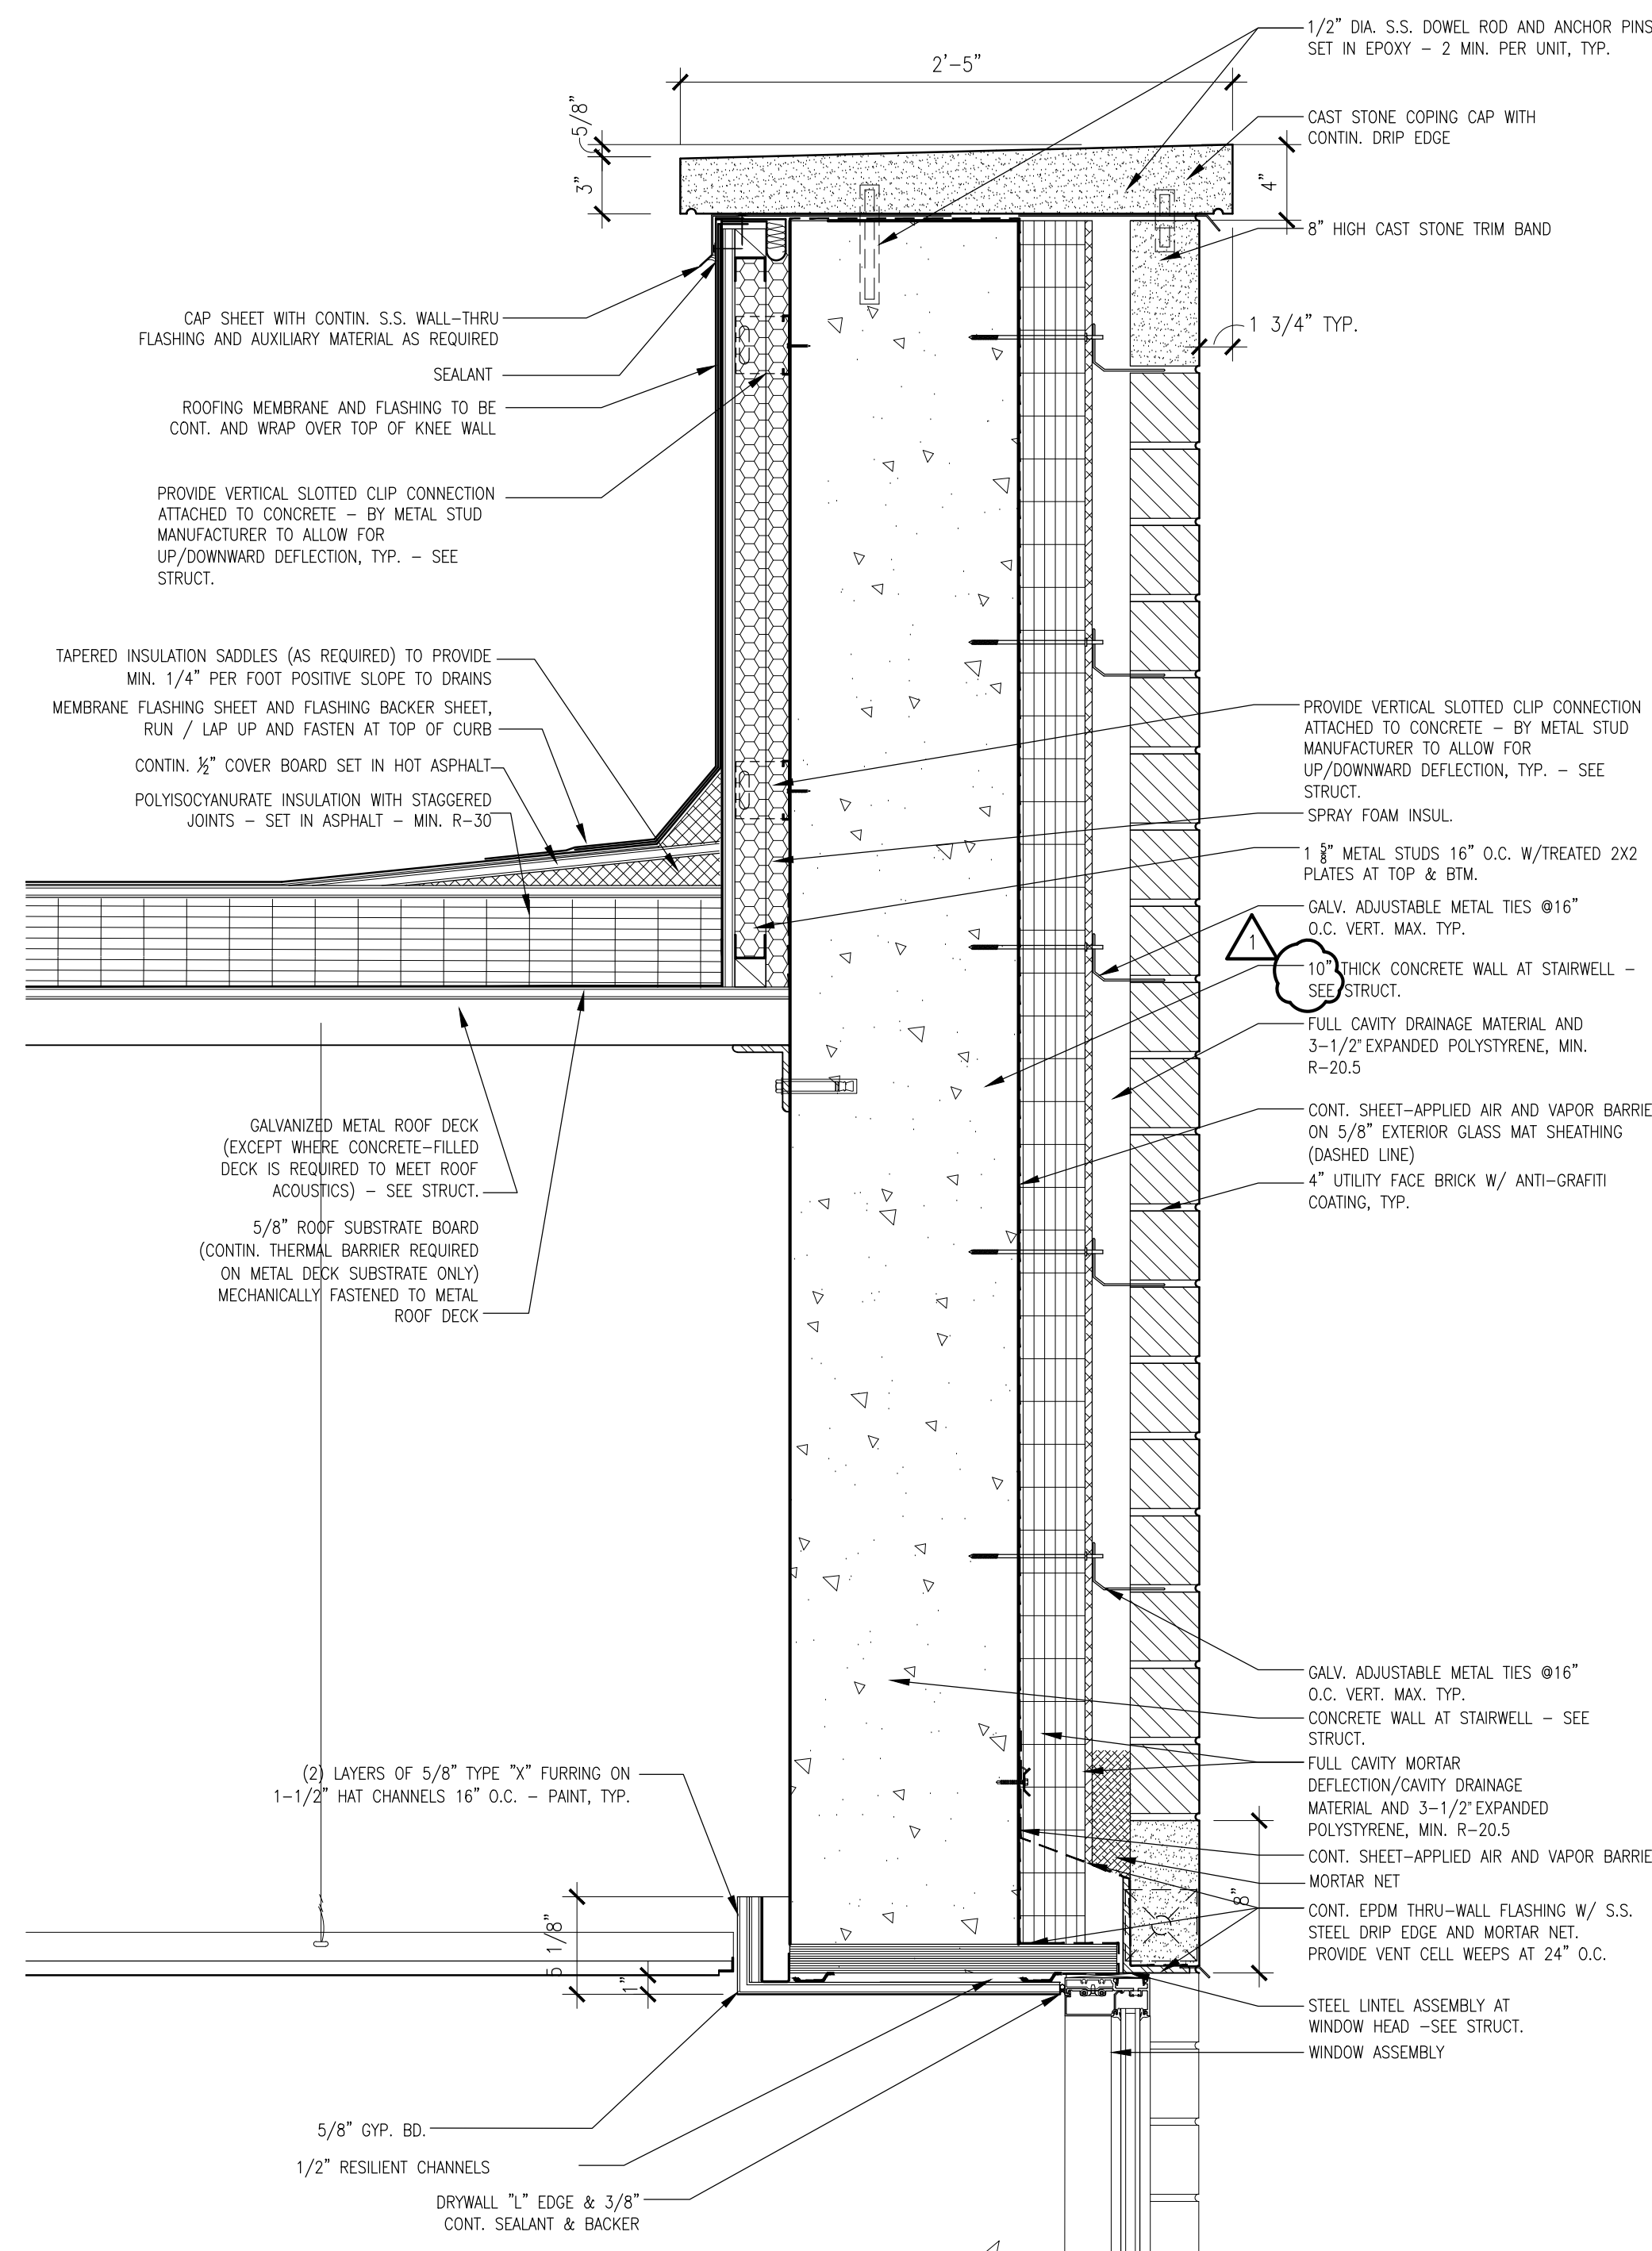 1/2" DIA. S.S. DOWEL ROD AND ANCHOR PINS
SET IN EPOXY – 2 MIN. PER UNIT, TYP.
2'-5"
5/8"
3"
CAST STONE COPING CAP WITH
CONTIN. DRIP EDGE
4"
8" HIGH CAST STONE TRIM BAND
1 3/4" TYP.
CAP SHEET WITH CONTIN. S.S. WALL-THRU
FLASHING AND AUXILIARY MATERIAL AS REQUIRED
SEALANT
ROOFING MEMBRANE AND FLASHING TO BE
CONT. AND WRAP OVER TOP OF KNEE WALL
PROVIDE VERTICAL SLOTTED CLIP CONNECTION
ATTACHED TO CONCRETE – BY METAL STUD
MANUFACTURER TO ALLOW FOR
UP/DOWNWARD DEFLECTION, TYP. – SEE
STRUCT.
TAPERED INSULATION SADDLES (AS REQUIRED) TO PROVIDE
MIN. 1/4" PER FOOT POSITIVE SLOPE TO DRAINS
MEMBRANE FLASHING SHEET AND FLASHING BACKER SHEET,
RUN / LAP UP AND FASTEN AT TOP OF CURB
CONTIN. ½" COVER BOARD SET IN HOT ASPHALT
POLYISOCYANURATE INSULATION WITH STAGGERED
JOINTS – SET IN ASPHALT – MIN. R-30
PROVIDE VERTICAL SLOTTED CLIP CONNECTION
ATTACHED TO CONCRETE – BY METAL STUD
MANUFACTURER TO ALLOW FOR
UP/DOWNWARD DEFLECTION, TYP. – SEE
STRUCT.
SPRAY FOAM INSUL.
1 ⅝" METAL STUDS 16" O.C. W/TREATED 2X2
PLATES AT TOP & BTM.
GALV. ADJUSTABLE METAL TIES @16"
O.C. VERT. MAX. TYP.
1
10" THICK CONCRETE WALL AT STAIRWELL –
SEE STRUCT.
FULL CAVITY DRAINAGE MATERIAL AND
3-1/2" EXPANDED POLYSTYRENE, MIN.
R-20.5
CONT. SHEET-APPLIED AIR AND VAPOR BARRIE
ON 5/8" EXTERIOR GLASS MAT SHEATHING
(DASHED LINE)
4" UTILITY FACE BRICK W/ ANTI-GRAFITI
COATING, TYP.
GALVANIZED METAL ROOF DECK
(EXCEPT WHERE CONCRETE-FILLED
DECK IS REQUIRED TO MEET ROOF
ACOUSTICS) – SEE STRUCT.
5/8" ROOF SUBSTRATE BOARD
(CONTIN. THERMAL BARRIER REQUIRED
ON METAL DECK SUBSTRATE ONLY)
MECHANICALLY FASTENED TO METAL
ROOF DECK
GALV. ADJUSTABLE METAL TIES @16"
O.C. VERT. MAX. TYP.
CONCRETE WALL AT STAIRWELL – SEE
STRUCT.
FULL CAVITY MORTAR
DEFLECTION/CAVITY DRAINAGE
MATERIAL AND 3-1/2" EXPANDED
POLYSTYRENE, MIN. R-20.5
CONT. SHEET-APPLIED AIR AND VAPOR BARRIE
MORTAR NET
8"
CONT. EPDM THRU-WALL FLASHING W/ S.S.
STEEL DRIP EDGE AND MORTAR NET.
PROVIDE VENT CELL WEEPS AT 24" O.C.
STEEL LINTEL ASSEMBLY AT
WINDOW HEAD –SEE STRUCT.
WINDOW ASSEMBLY
(2) LAYERS OF 5/8" TYPE "X" FURRING ON
1-1/2" HAT CHANNELS 16" O.C. – PAINT, TYP.
1/8"
1"
5/8" GYP. BD.
1/2" RESILIENT CHANNELS
DRYWALL "L" EDGE & 3/8"
CONT. SEALANT & BACKER